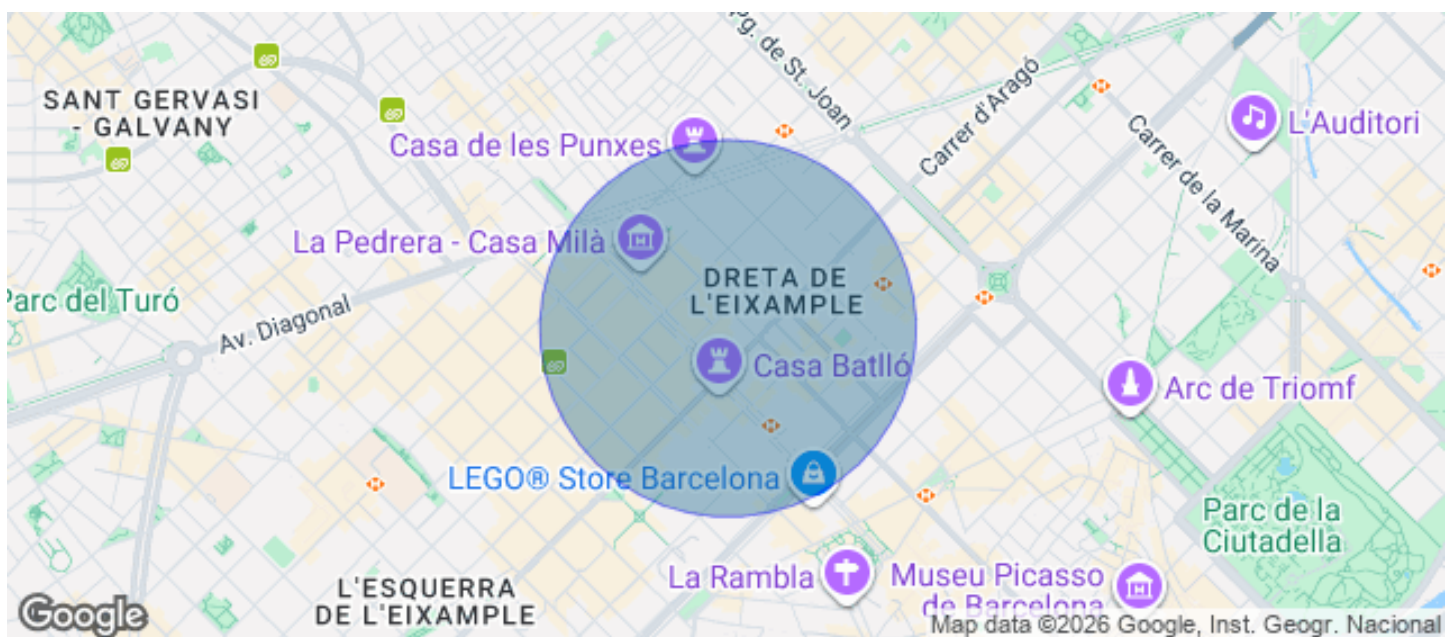 Pg. de St. Joan
SANT GERVASI
- GALVANY
Casa de les Punxes
Carrer d'Aragó
L'Auditori
Carrer de la Marina
La Pedrera - Casa Milà
DRETA DE
L'EIXAMPLE
Parc del Turó
Av. Diagonal
Casa Batlló
Arc de Triomf
LEGO® Store Barcelona
Parc de la
Ciutadella
La Rambla
Museu Picasso
de Barcelona
L'ESQUERRA
DE L'EIXAMPLE
Google
Map data ©2026 Google, Inst. Geogr. Nacional